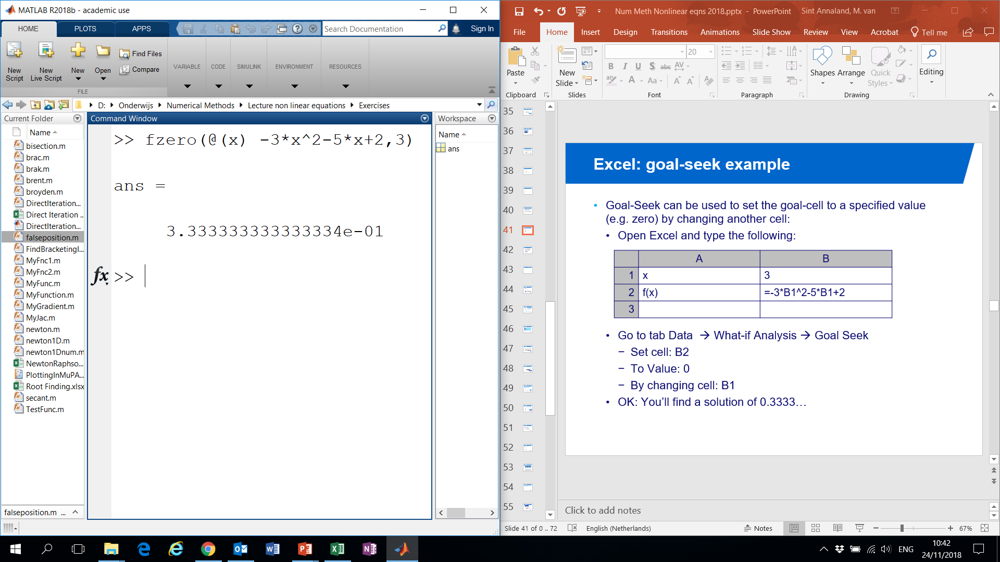 MATLAB R2018b - academic use
HOME PLOTS APPS
Search Documentation
Sign In
New Script
New Live Script
New
Open
Find Files
Compare
VARIABLE CODE SIMULINK ENVIRONMENT RESOURCES
FILE
D: Onderwijs Numerical Methods Lecture non linear equations Exercises
Current Folder
Name
bisection.m
brac.m
brak.m
brent.m
broyden.m
DirectIteration...
Direct Iteration ...
DirectIteration...
falseposition.m
FindBracketingI...
MyFnc1.m
MyFnc2.m
MyFunc.m
MyFunction.m
MyGradient.m
MyJac.m
newton.m
newton1D.m
newton1Dnum.m
NewtonRaphso...
PlottingInMuPA...
Root Finding.xlsx
secant.m
TestFunc.m
falseposition.m ...
Command Window
>> fzero(@(x) -3*x^2-5*x+2,3)
ans =
3.333333333333334e-01
fx >>
Workspace
Name
ans
Num Meth Nonlinear eqns 2018.pptx - PowerPoint
Sint Annaland, M. van
File Home Insert Design Transitions Animations Slide Show Review View Acrobat Tell me
Paste
Clipboard
New Slide
Slides
20
B I U S abc AV
A Aa A A
Font
Paragraph
Shapes Arrange Quick Styles
Drawing
Editing
35
36
37
38
39
40
41
42
43
44
45
46
47
48
49
50
51
52
53
54
55
Excel: goal-seek example
• Goal-Seek can be used to set the goal-cell to a specified value
(e.g. zero) by changing another cell:
• Open Excel and type the following:
A B
1 x 3
2 f(x) =-3*B1^2-5*B1+2
3
• Go to tab Data → What-if Analysis → Goal Seek
− Set cell: B2
− To Value: 0
− By changing cell: B1
• OK: You'll find a solution of 0.3333…
Click to add notes
Slide 41 of 0 .. 72
English (Netherlands)
Notes
67%
ENG
10:42
24/11/2018